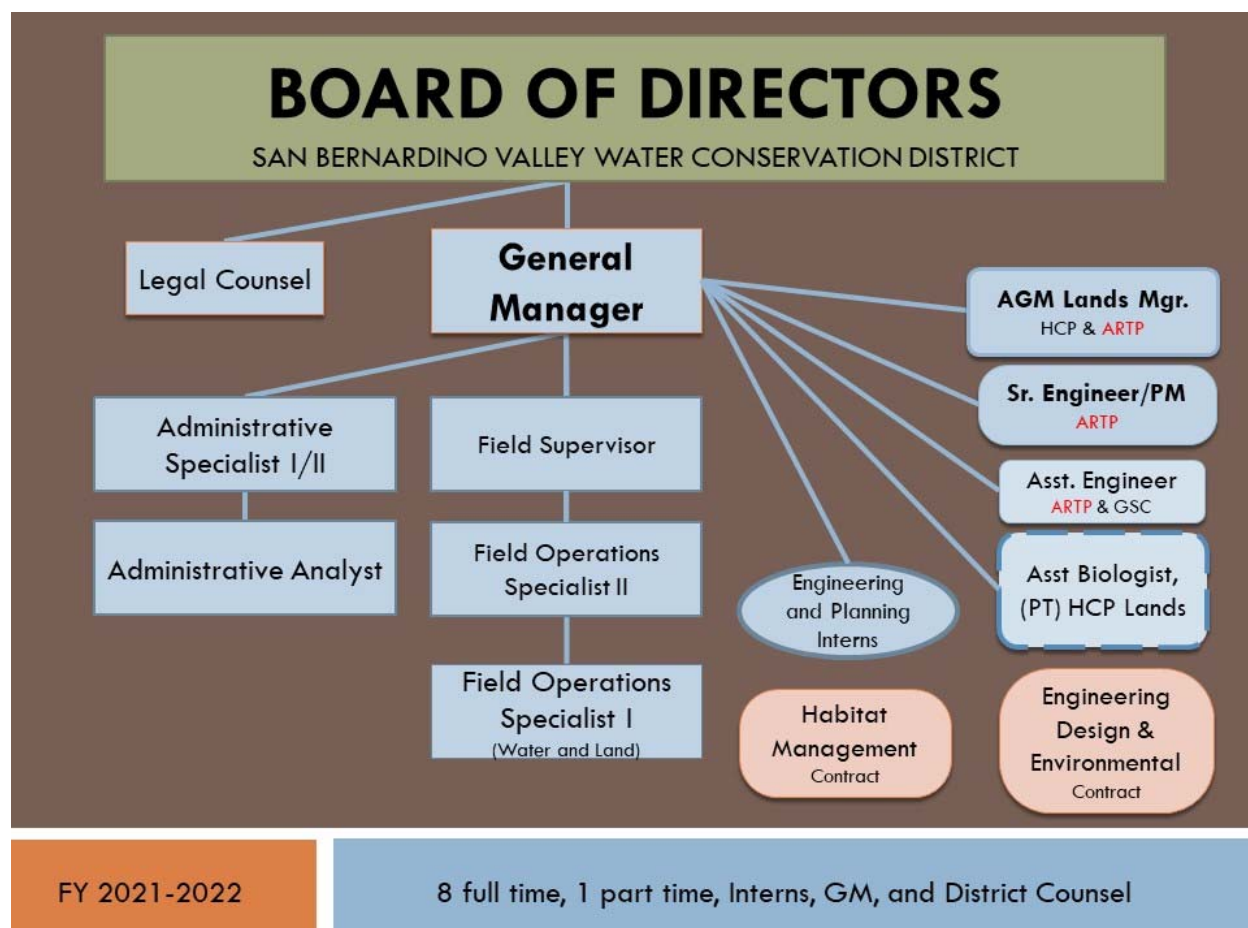 BOARD OF DIRECTORS
SAN BERNARDINO VALLEY WATER CONSERVATION DISTRICT
Legal Counsel
General
Manager
AGM Lands Mgr.
HCP & ARTP
Sr. Engineer/PM
ARTP
Administrative
Specialist I/II
Field Supervisor
Asst. Engineer
ARTP & GSC
Administrative Analyst
Field Operations
Specialist II
Engineering
and Planning
Interns
Asst Biologist,
(PT) HCP Lands
Field Operations
Specialist I
(Water and Land)
Habitat
Management
Contract
Engineering
Design &
Environmental
Contract
FY 2021-2022
8 full time, 1 part time, Interns, GM, and District Counsel